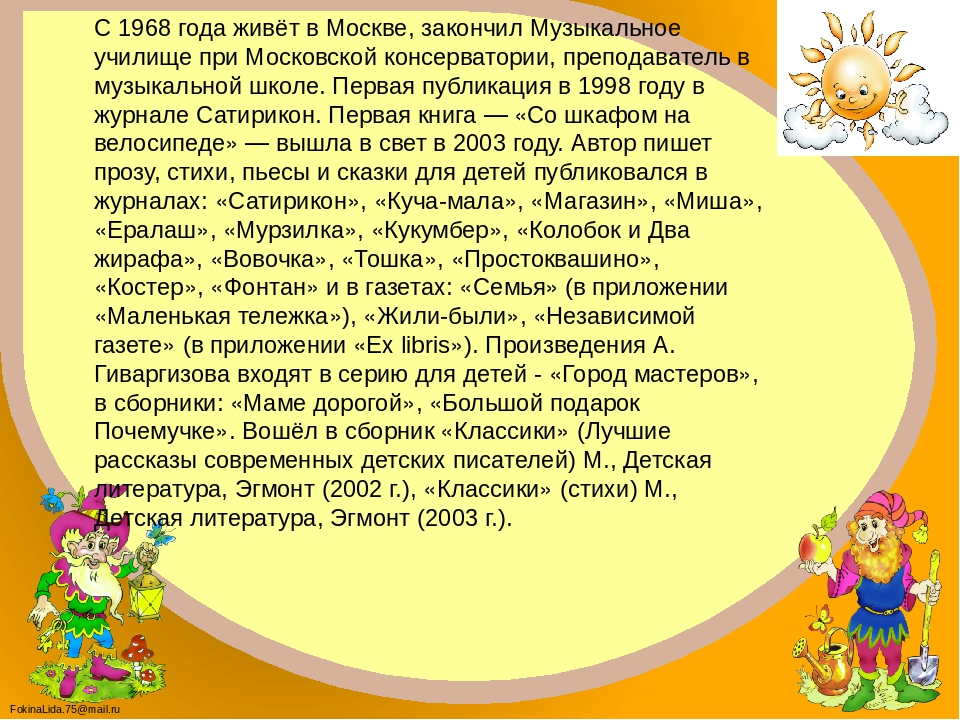 С 1968 года живёт в Москве, закончил Музыкальное
училище при Московской консерватории, преподаватель в
музыкальной школе. Первая публикация в 1998 году в
журнале Сатирикон. Первая книга — «Со шкафом на
велосипеде» — вышла в свет в 2003 году. Автор пишет
прозу, стихи, пьесы и сказки для детей публиковался в
журналах: «Сатирикон», «Куча-мала», «Магазин», «Миша»,
«Ералаш», «Мурзилка», «Кукумбер», «Колобок и Два
жирафа», «Вовочка», «Тошка», «Простоквашино»,
«Костер», «Фонтан» и в газетах: «Семья» (в приложении
«Маленькая тележка»), «Жили-были», «Независимой
газете» (в приложении «Ex libris»). Произведения А.
Гиваргизова входят в серию для детей - «Город мастеров»,
в сборники: «Маме дорогой», «Большой подарок
Почемучке». Вошёл в сборник «Классики» (Лучшие
рассказы современных детских писателей) М., Детская
литература, Эгмонт (2002 г.), «Классики» (стихи) М.,
Детская литература, Эгмонт (2003 г.).
FokinaLida.75@mail.ru